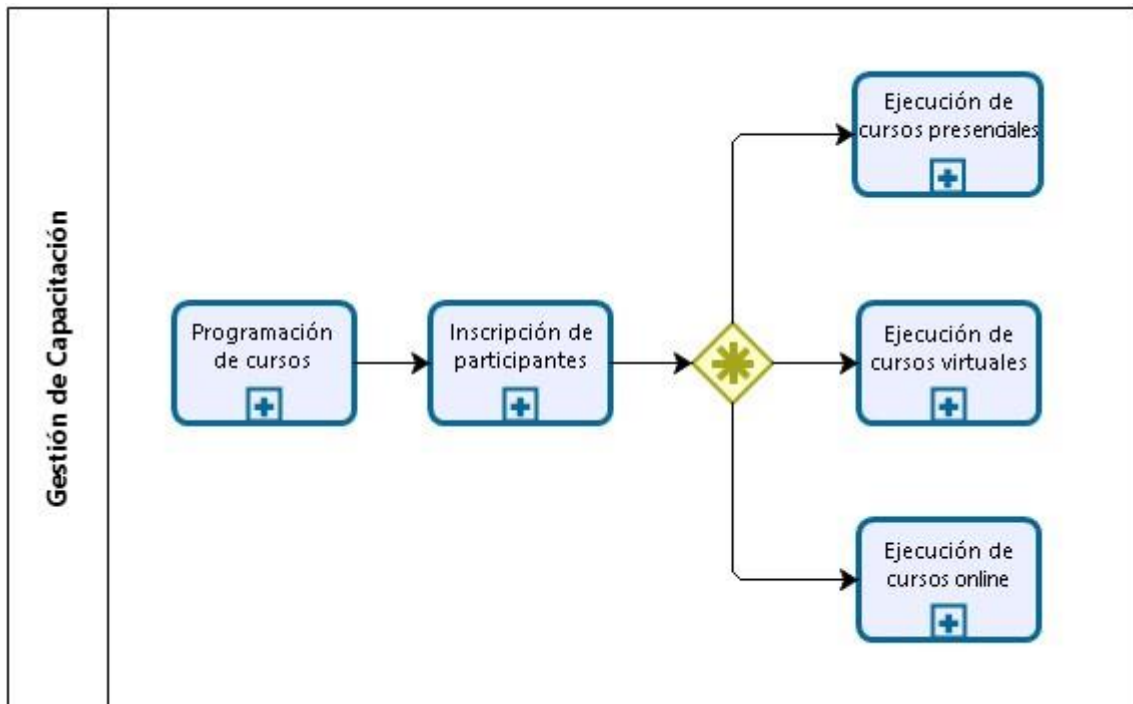 Gestión de Capacitación
Programación
de cursos
Inscripción de
participantes
Ejecución de
cursos presenciales
Ejecución de
cursos virtuales
Ejecución de
cursos online